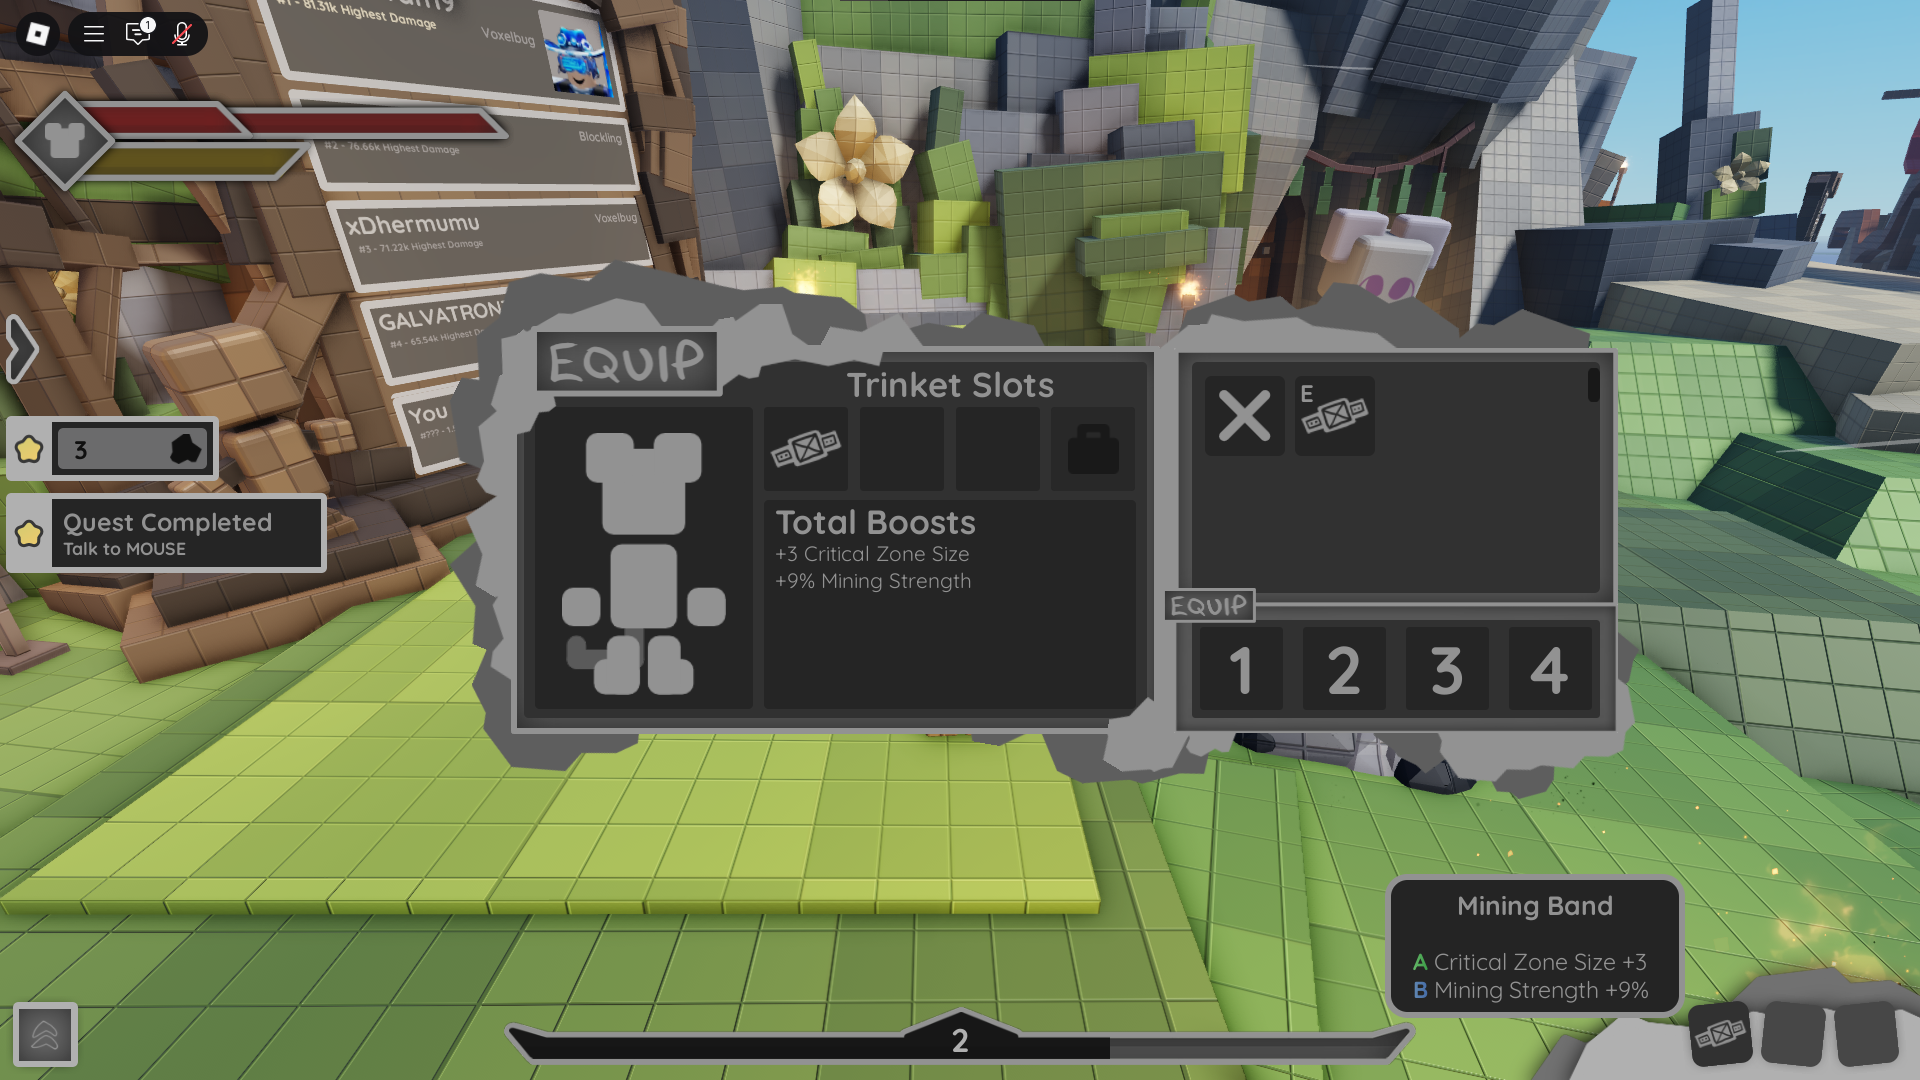 1
#1 - 81.31k Highest Damage
Voxelbug
Blockling
#2 - 76.66k Highest Damage
xDhermumu
Voxelbug
#3 - 71.22k Highest Damage
#4 - 65.54k Highest
You
3
Quest Completed
Talk to MOUSE
EQUIP
Trinket Slots
Total Boosts
+3 Critical Zone Size
+9% Mining Strength
E
EQUIP
1 2 3 4
Mining Band
A Critical Zone Size +3
B Mining Strength +9%
2